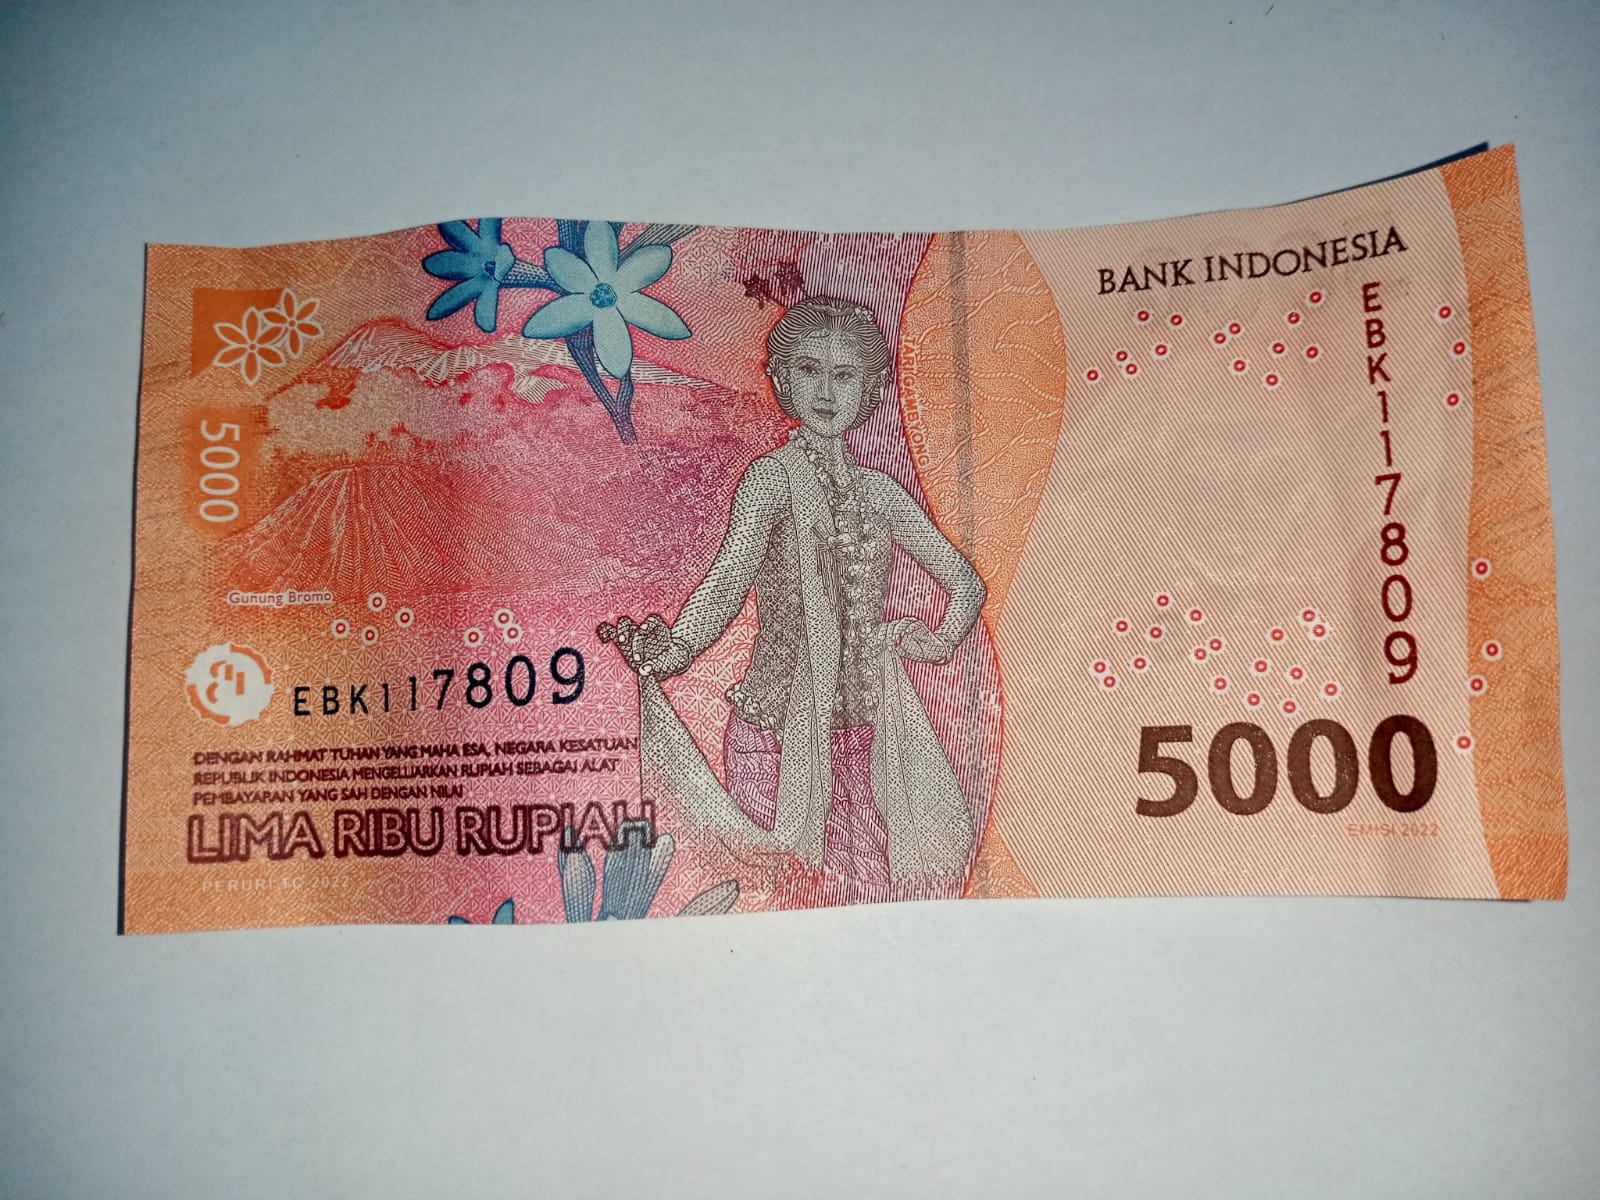 BANK INDONESIA
EBK117809
5000
TARI GAMBYONG
Gunung Bromo
EBK117809
DENGAN RAHMAT TUHAN YANG MAHA ESA, NEGARA KESATUAN
REPUBLIK INDONESIA MENGELUARKAN RUPIAH SEBAGAI ALAT
PEMBAYARAN YANG SAH DENGAN NILAI
LIMA RIBU RUPIAH
PERURI TC 2022
5000
EMISI 2022